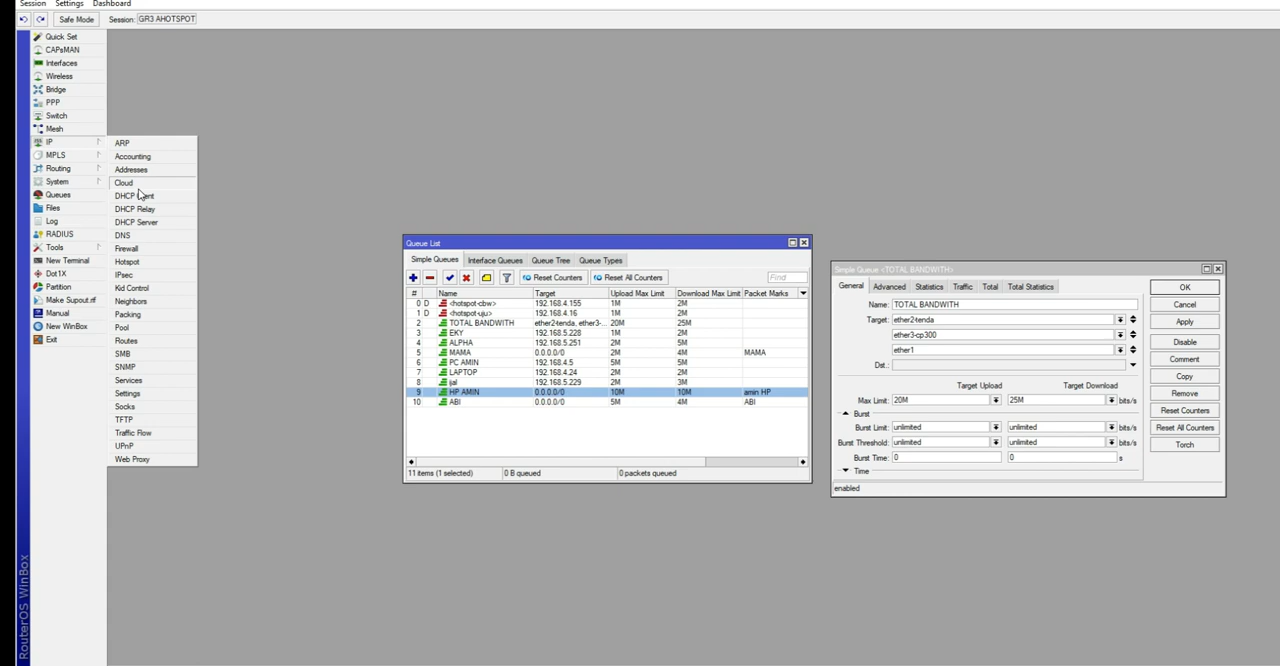 Session Settings Dashboard
Safe Mode Session: GR3 AHOTSPOT
Quick Set
CAPsMAN
Interfaces
Wireless
Bridge
PPP
Switch
Mesh
IP
MPLS
Routing
System
Queues
Files
Log
RADIUS
Tools
New Terminal
Dot1X
Partition
Make Supout.rif
Manual
New WinBox
Exit
RouterOS WinBox
ARP
Accounting
Addresses
Cloud
DHCP Client
DHCP Relay
DHCP Server
DNS
Firewall
Hotspot
IPsec
Kid Control
Neighbors
Packing
Pool
Routes
SMB
SNMP
Services
Settings
Socks
TFTP
Traffic Flow
UPnP
Web Proxy
Queue List
Simple Queues Interface Queues Queue Tree Queue Types
Reset Counters Reset All Counters Find
# Name Target Upload Max Limit Download Max Limit Packet Marks
0 D <hotspot-cbw> 192.168.4.155 1M 2M
1 D <hotspot-uju> 192.168.4.16 1M 2M
2 TOTAL BANDWITH ether2-tenda, ether3-... 20M 25M
3 EKY 192.168.5.228 1M 2M
4 ALPHA 192.168.5.251 2M 5M
5 MAMA 0.0.0.0/0 2M 4M MAMA
6 PC AMIN 192.168.4.5 5M 5M
7 LAPTOP 192.168.4.24 2M 2M
8 ijal 192.168.5.229 2M 3M
9 HP AMIN 0.0.0.0/0 10M 10M amin HP
10 ABI 0.0.0.0/0 5M 4M ABI
11 items (1 selected) 0 B queued 0 packets queued
Simple Queue <TOTAL BANDWITH>
General Advanced Statistics Traffic Total Total Statistics
Name: TOTAL BANDWITH
Target: ether2-tenda
ether3-cp300
ether1
Dst.:
Target Upload Target Download
Max Limit: 20M 25M bits/s
Burst
Burst Limit: unlimited unlimited bits/s
Burst Threshold: unlimited unlimited bits/s
Burst Time: 0 0 s
Time
enabled
OK
Cancel
Apply
Disable
Comment
Copy
Remove
Reset Counters
Reset All Counters
Torch